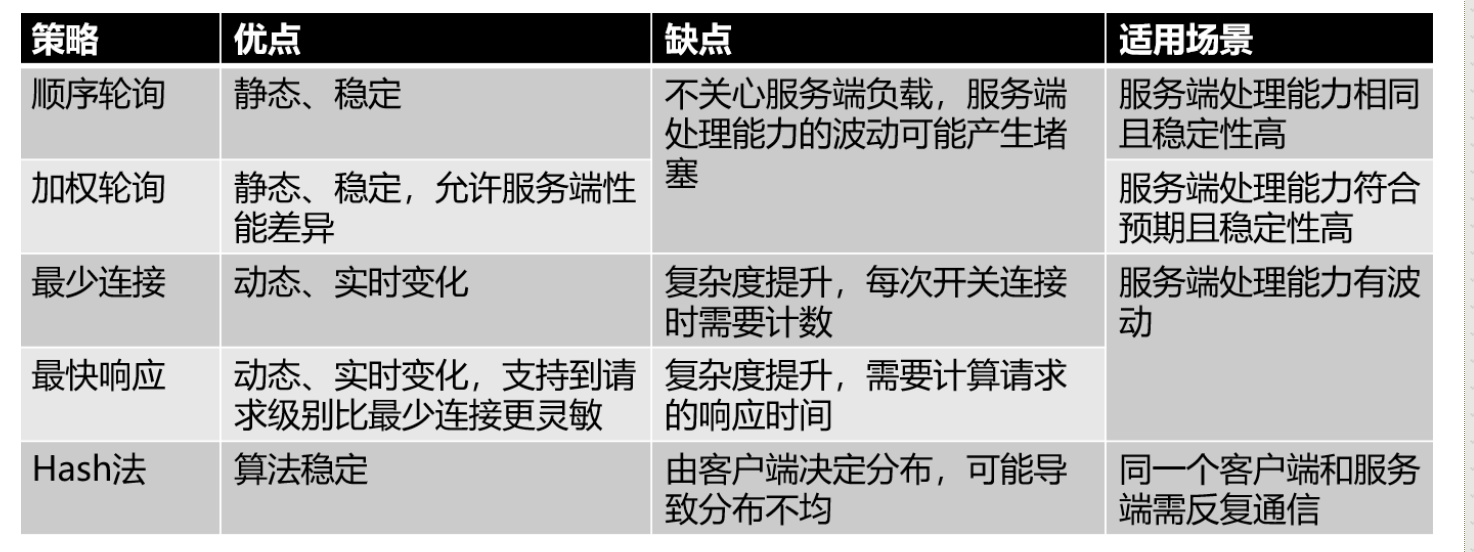 策略 优点 缺点 适用场景
顺序轮询 静态、稳定 不关心服务端负载，服务端 服务端处理能力相同
处理能力的波动可能产生堵 且稳定性高
塞
加权轮询 静态、稳定，允许服务端性 服务端处理能力符合
能差异 预期且稳定性高
最少连接 动态、实时变化 复杂度提升，每次开关连接 服务端处理能力有波
时需要计数 动
最快响应 动态、实时变化，支持到请 复杂度提升，需要计算请求
求级别比最少连接更灵敏 的响应时间
Hash法 算法稳定 由客户端决定分布，可能导 同一个客户端和服务
致分布不均 端需反复通信